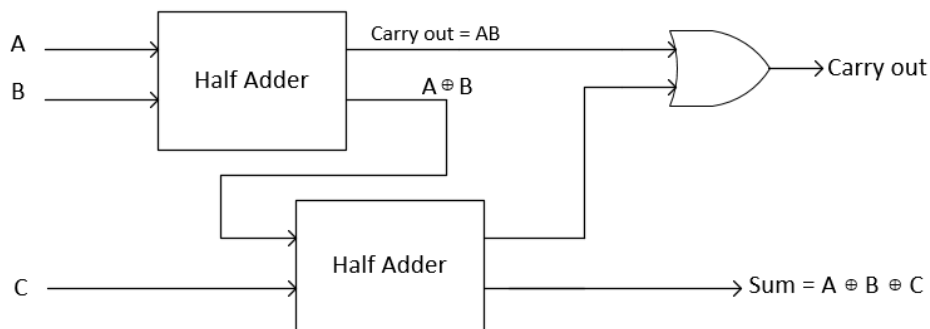 A
B
Half Adder
Carry out = AB
A ⊕ B
Carry out
C
Half Adder
Sum = A ⊕ B ⊕ C